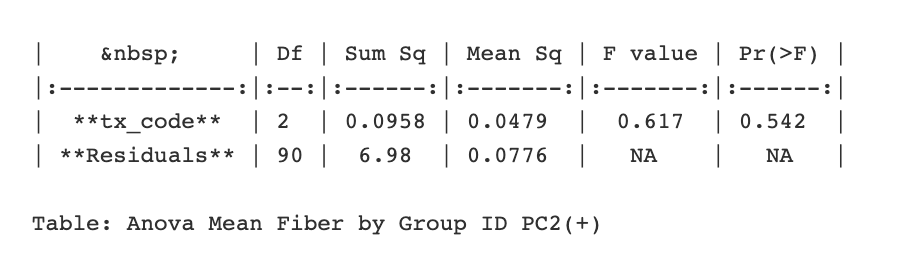 |     &nbsp;      | Df | Sum Sq | Mean Sq | F value | Pr(>F) |
|:-------------:|:--:|:------:|:-------:|:-------:|:------:|
|  **tx_code**  | 2  | 0.0958 | 0.0479  |  0.617  | 0.542  |
| **Residuals** | 90 |  6.98  | 0.0776  |   NA    |   NA   |
Table: Anova Mean Fiber by Group ID PC2(+)